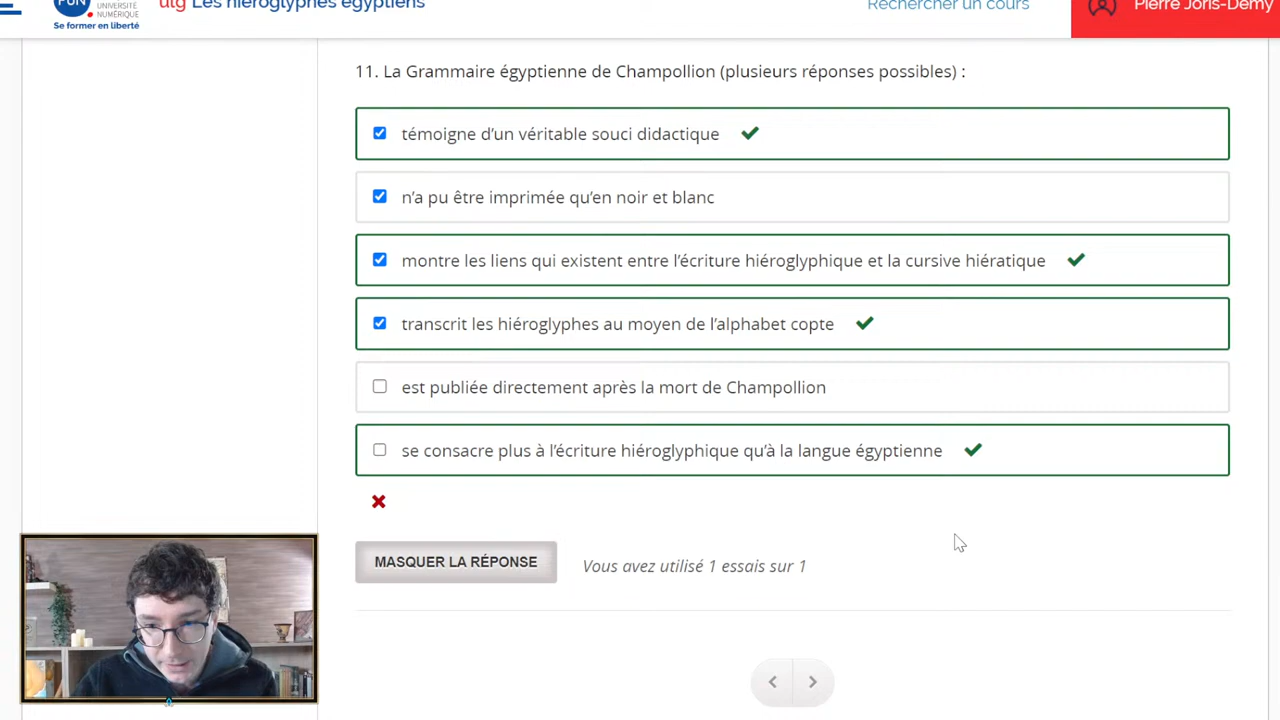 FUN
UNIVERSITÉ
NUMÉRIQUE
Se former en liberté
ulg Les hiéroglyphes égyptiens
Rechercher un cours
Pierre Joris-Demy
11. La Grammaire égyptienne de Champollion (plusieurs réponses possibles) :
témoigne d’un véritable souci didactique
n’a pu être imprimée qu’en noir et blanc
montre les liens qui existent entre l’écriture hiéroglyphique et la cursive hiératique
transcrit les hiéroglyphes au moyen de l’alphabet copte
est publiée directement après la mort de Champollion
se consacre plus à l’écriture hiéroglyphique qu’à la langue égyptienne
MASQUER LA RÉPONSE
Vous avez utilisé 1 essais sur 1